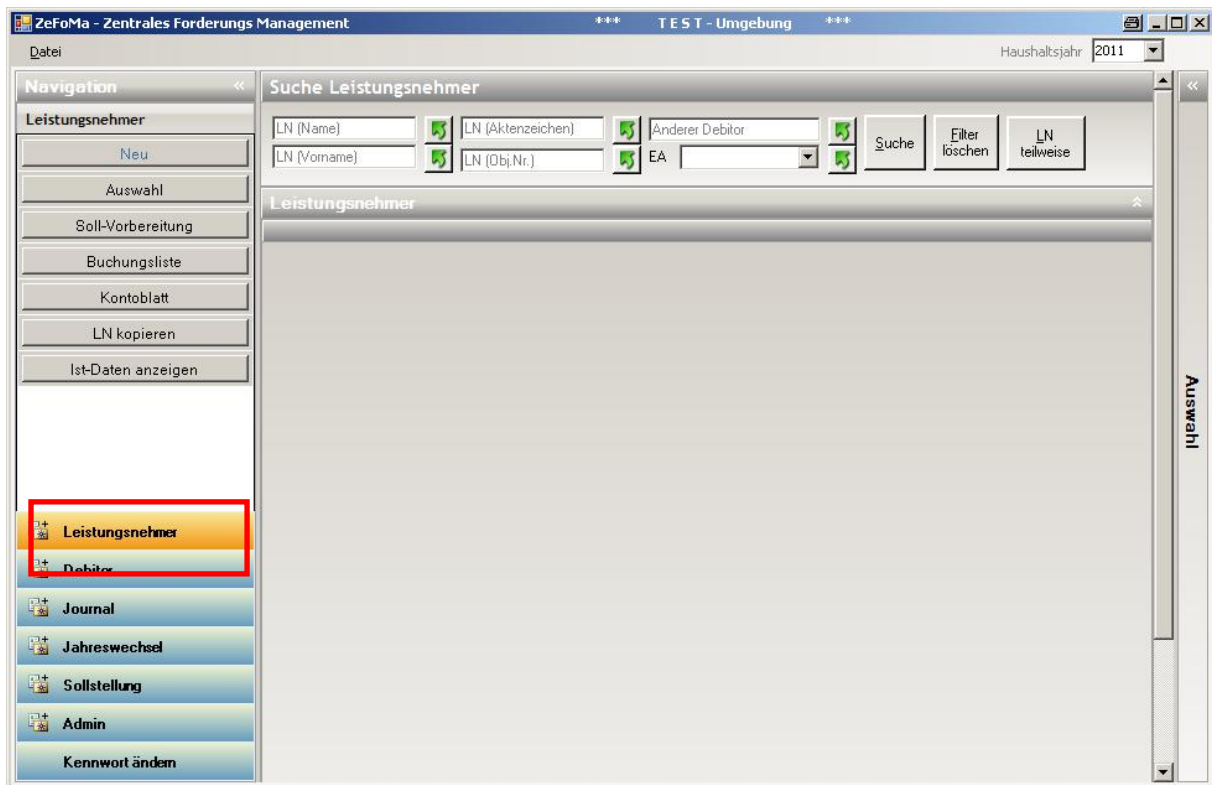 ZeFoMa - Zentrales Forderungs Management *** T E S T - Umgebung ***
Datei
Haushaltsjahr 2011
Navigation «
Leistungsnehmer
Neu
Auswahl
Soll-Vorbereitung
Buchungsliste
Kontoblatt
LN kopieren
Ist-Daten anzeigen
Leistungsnehmer
Debitor
Journal
Jahreswechsel
Sollstellung
Admin
Kennwort ändern
Suche Leistungsnehmer
LN (Name) LN (Aktenzeichen) Anderer Debitor
LN (Vorname) LN (Obj.Nr.) EA
Suche
Filter
löschen
LN
teilweise
Leistungsnehmer
«
Auswahl